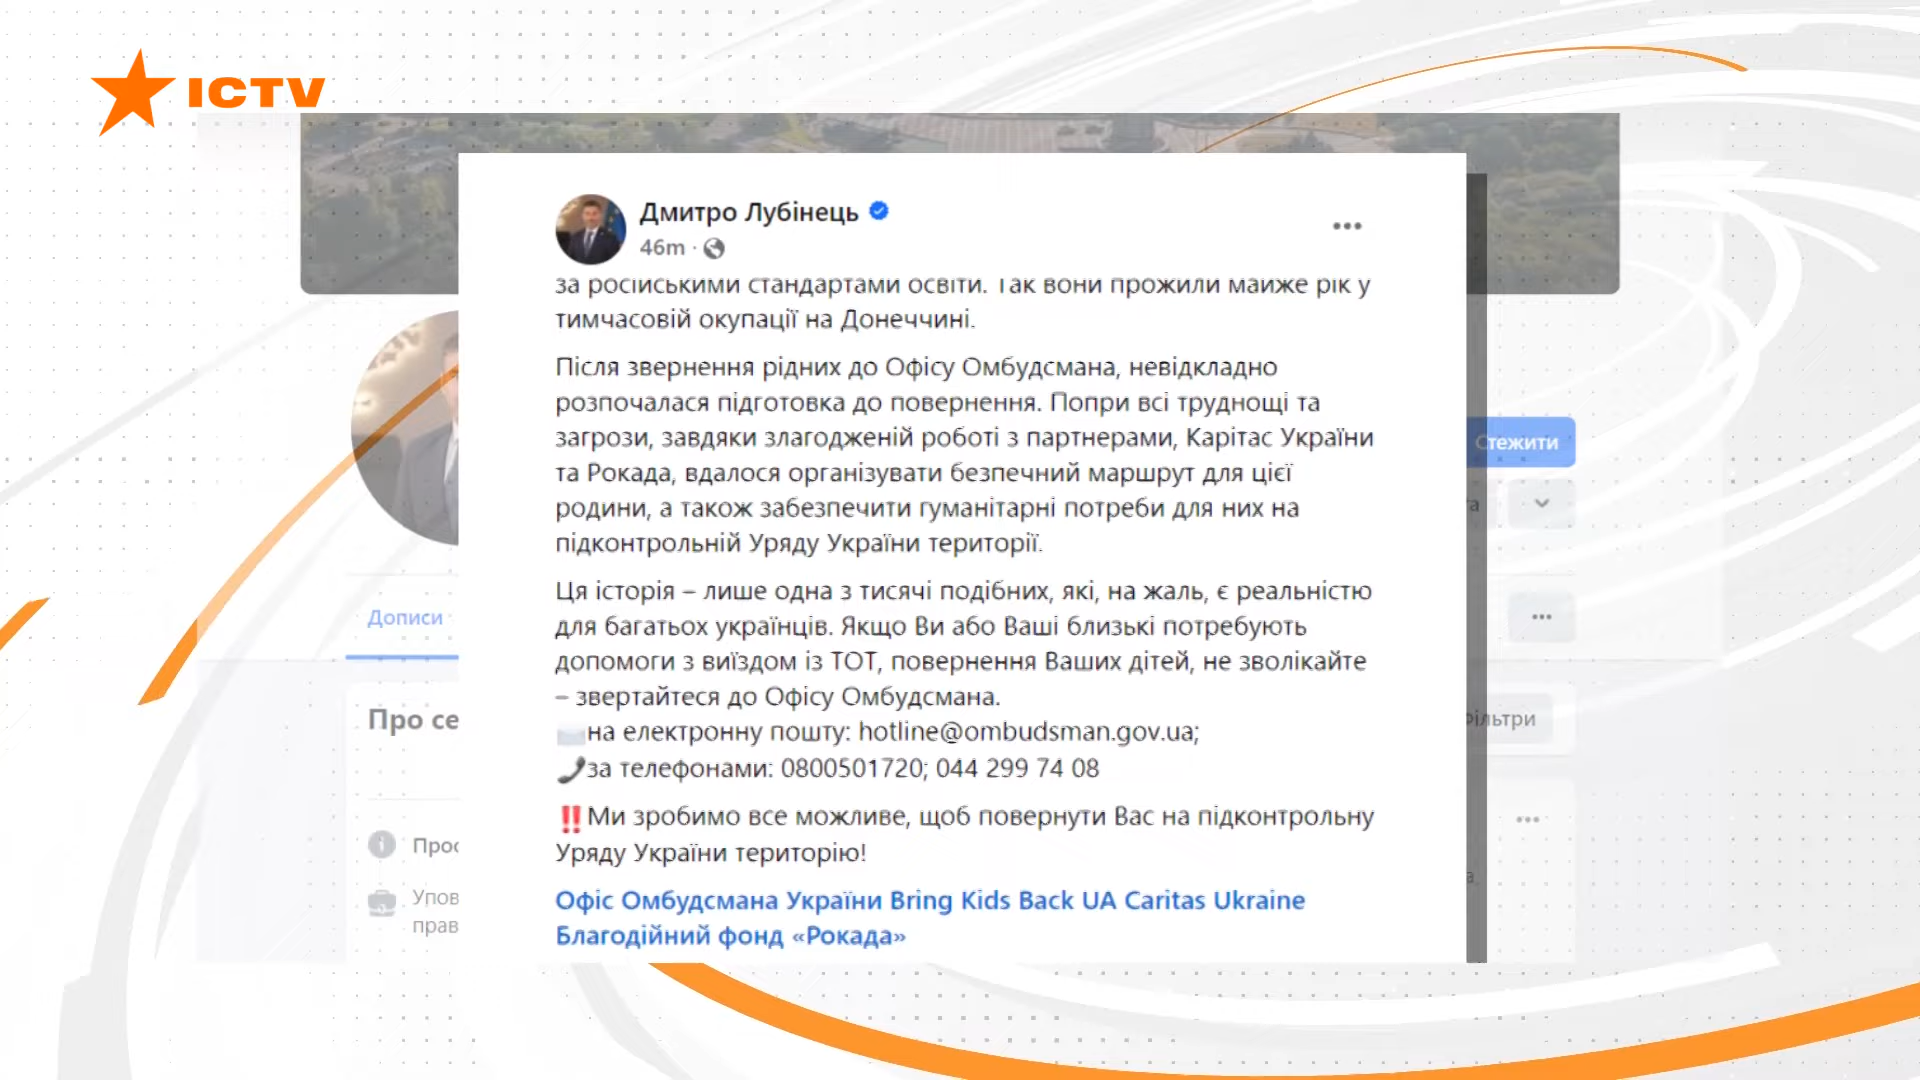 ICTV
Дмитро Лубінець
46m ·
за російськими стандартами освіти. Так вони прожили майже рік у
тимчасовій окупації на Донеччині.
Після звернення рідних до Офісу Омбудсмана, невідкладно
розпочалася підготовка до повернення. Попри всі труднощі та
загрози, завдяки злагодженій роботі з партнерами, Карітас України
та Рокада, вдалося організувати безпечний маршрут для цієї
родини, а також забезпечити гуманітарні потреби для них на
підконтрольній Уряду України території.
Ця історія – лише одна з тисячі подібних, які, на жаль, є реальністю
для багатьох українців. Якщо Ви або Ваші близькі потребують
допомоги з виїздом із ТОТ, повернення Ваших дітей, не зволікайте
– звертайтеся до Офісу Омбудсмана.
на електронну пошту: hotline@ombudsman.gov.ua;
за телефонами: 0800501720; 044 299 74 08
‼Ми зробимо все можливе, щоб повернути Вас на підконтрольну
Уряду України територію!
Офіс Омбудсмана України Bring Kids Back UA Caritas Ukraine
Благодійний фонд «Рокада»
Стежити
Дописи
Фільтри
Про се
Проc
Упов
прав